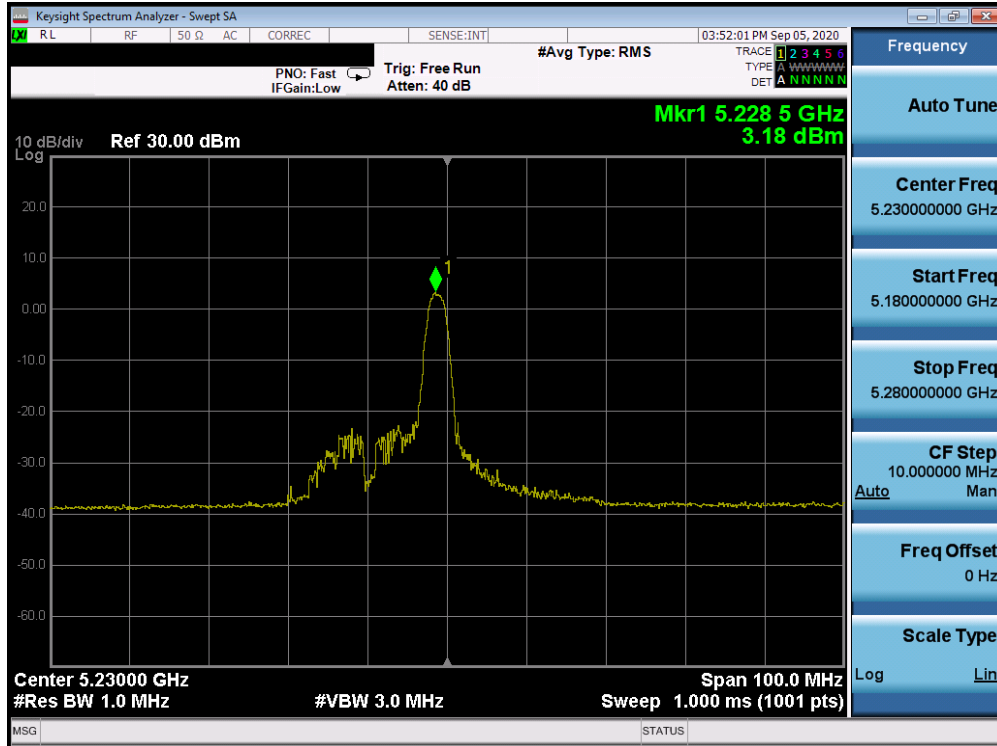 Keysight Spectrum Analyzer - Swept SA
LXI RL RF 50 Ω AC CORREC SENSE:INT 03:52:01 PM Sep 05, 2020
#Avg Type: RMS
TRACE 1 2 3 4 5 6
TYPE A WWWWWW
DET A N N N N N
PNO: Fast
IFGain:Low
Trig: Free Run
Atten: 40 dB
Mkr1 5.228 5 GHz
3.18 dBm
10 dB/div Ref 30.00 dBm
Log
20.0
10.0
0.00
-10.0
-20.0
-30.0
-40.0
-50.0
-60.0
1
Center 5.23000 GHz Span 100.0 MHz
#Res BW 1.0 MHz #VBW 3.0 MHz Sweep 1.000 ms (1001 pts)
MSG STATUS
Frequency
Auto Tune
Center Freq
5.230000000 GHz
Start Freq
5.180000000 GHz
Stop Freq
5.280000000 GHz
CF Step
10.000000 MHz
Auto Man
Freq Offset
0 Hz
Scale Type
Log Lin